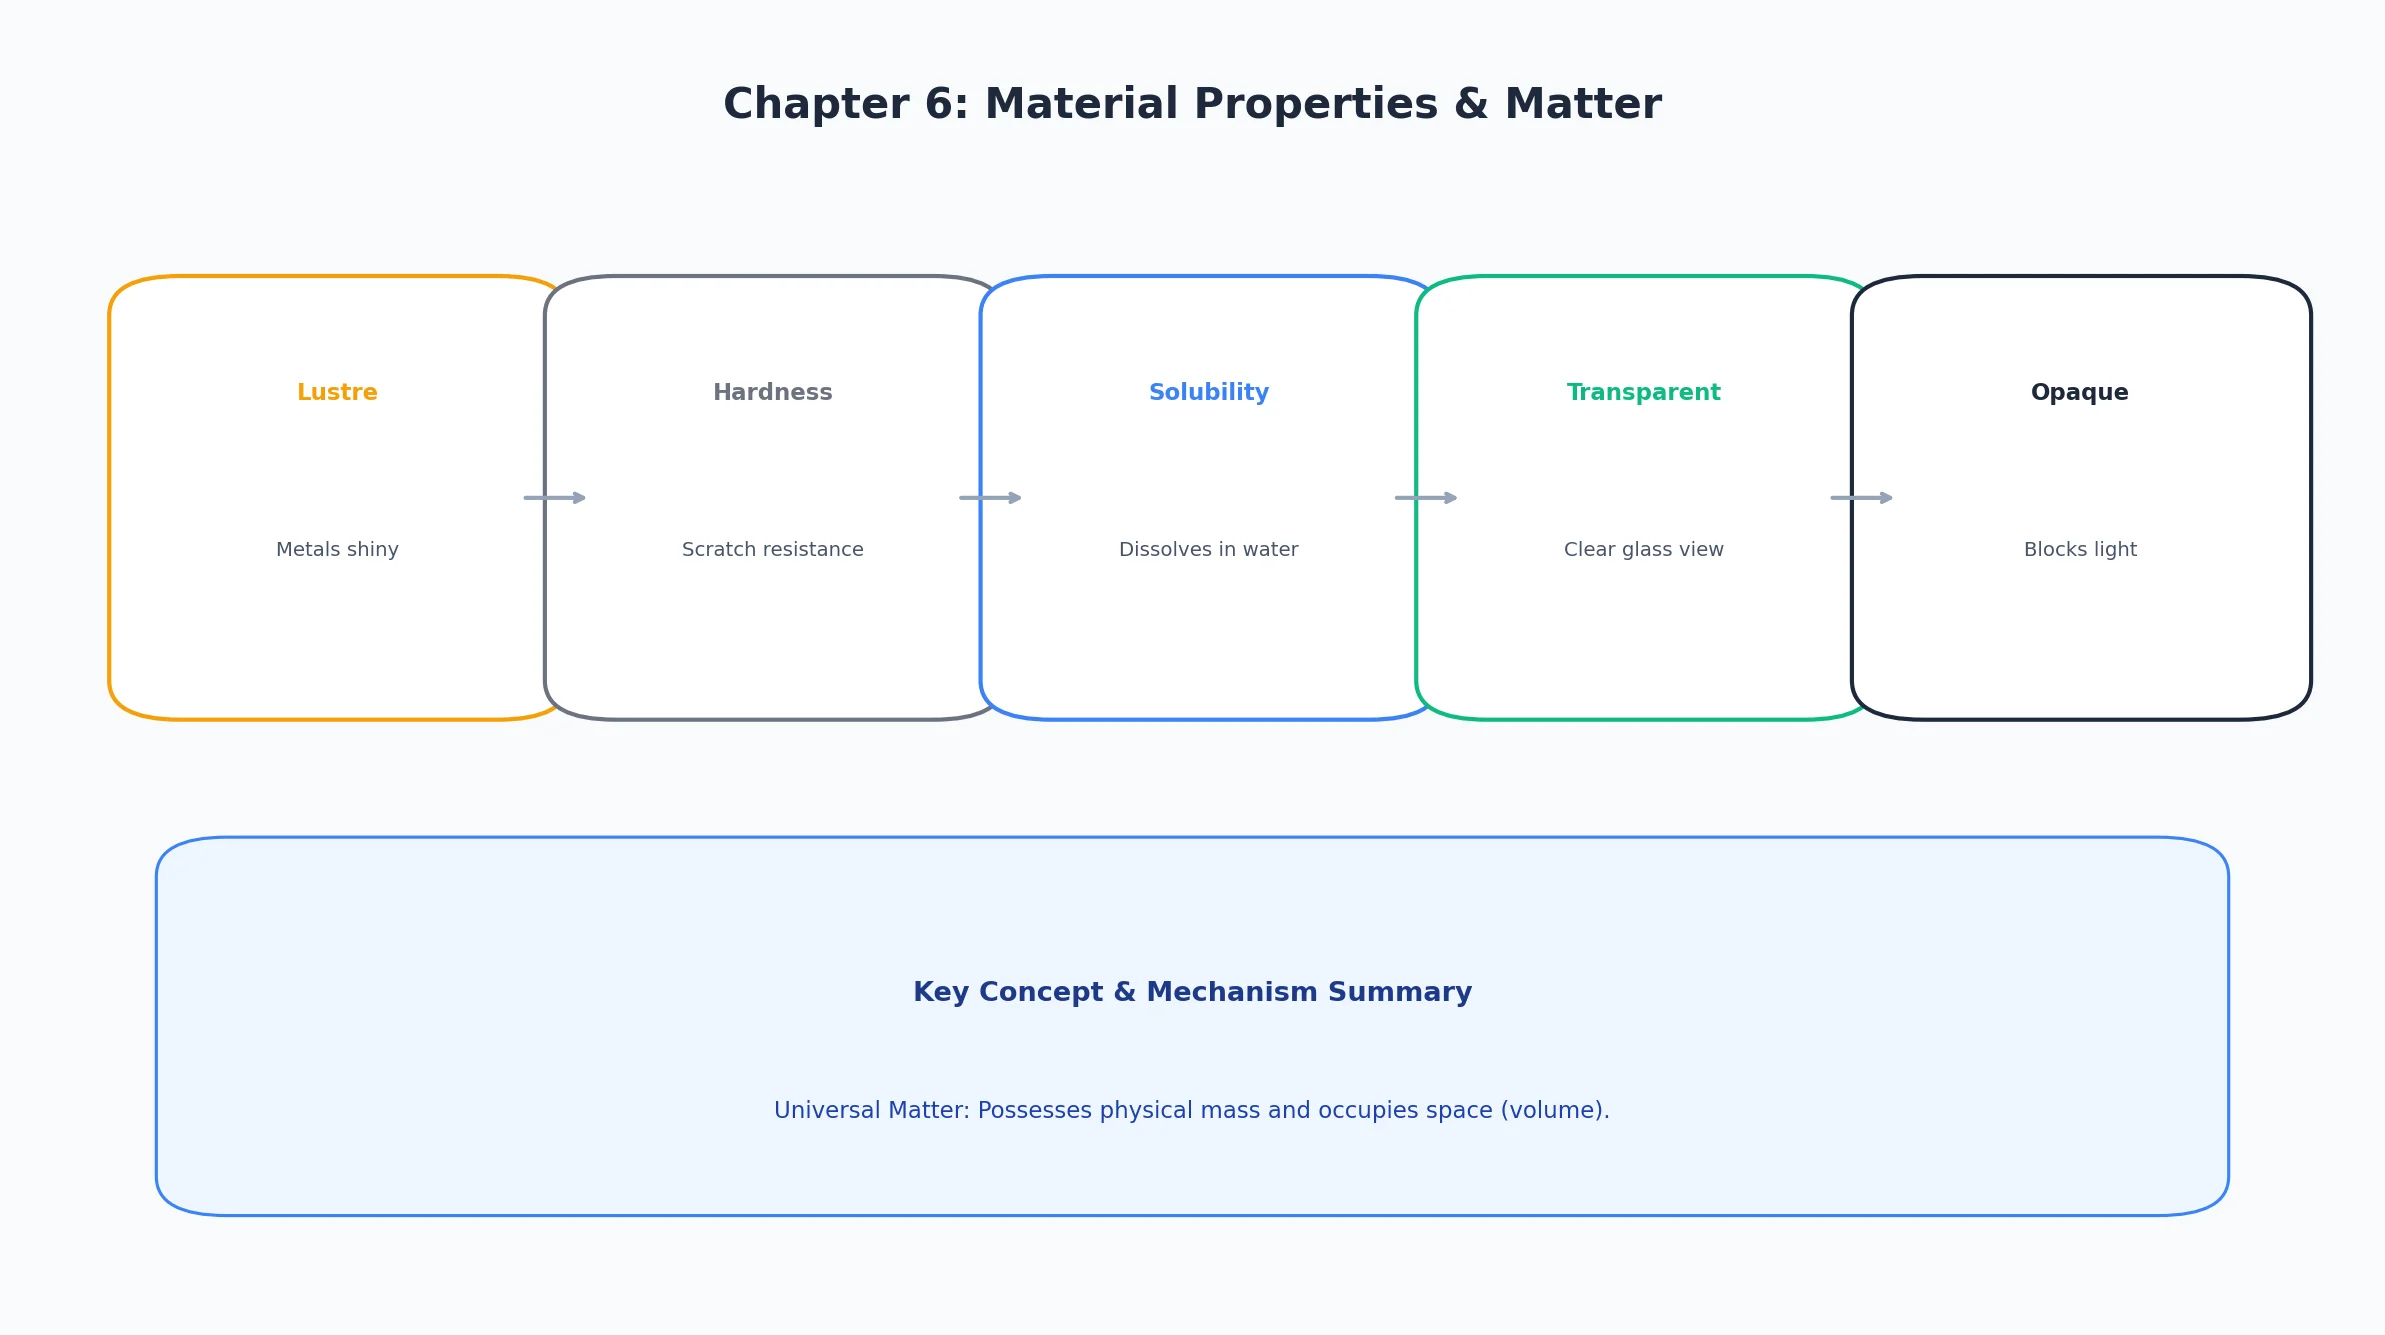 Chapter 6: Material Properties & Matter
Lustre
Metals shiny
Hardness
Scratch resistance
Solubility
Dissolves in water
Transparent
Clear glass view
Opaque
Blocks light
Key Concept & Mechanism Summary
Universal Matter: Possesses physical mass and occupies space (volume).